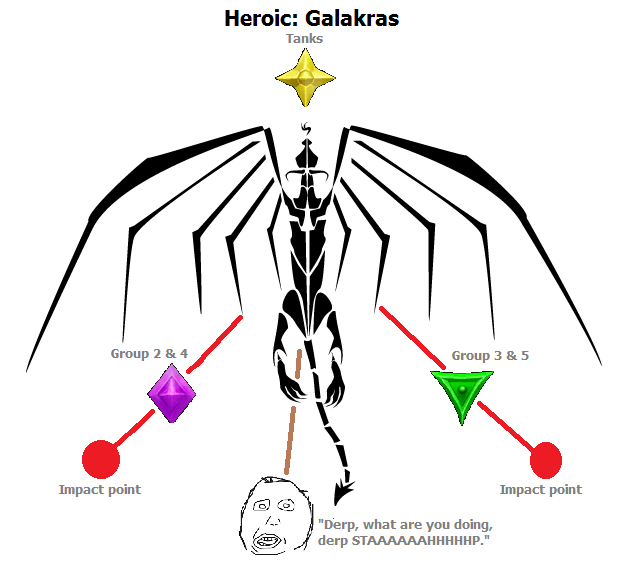 Heroic: Galakras
Tanks
Group 2 & 4
Group 3 & 5
Impact point
Impact point
"Derp, what are you doing,
derp STAAAAAAHHHHHP."